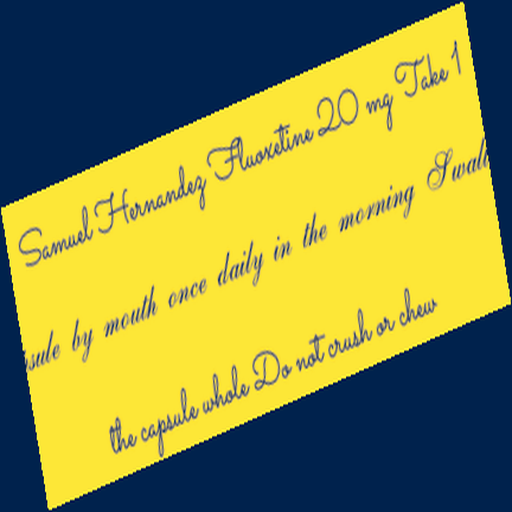 Samuel Hernandez Fluoxetine 20 mg Take 1
by mouth once daily in the morning
the capsule whole Do not crush or chew